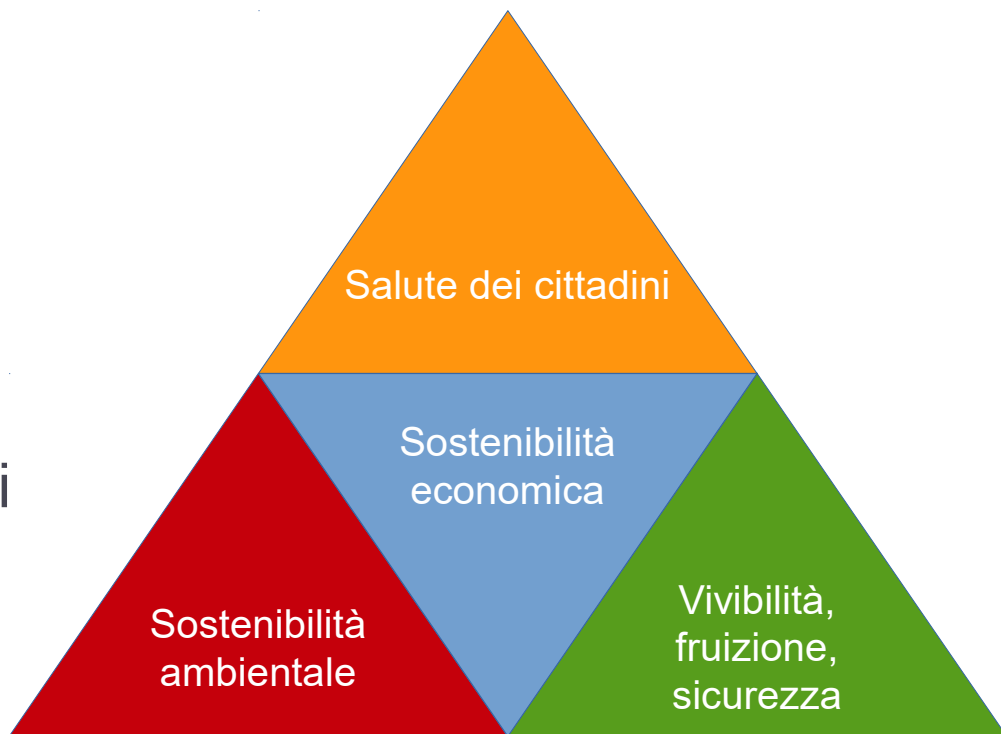 Salute dei cittadini
Sostenibilità
economica
i
Sostenibilità
ambientale
Vivibilità,
fruizione,
sicurezza